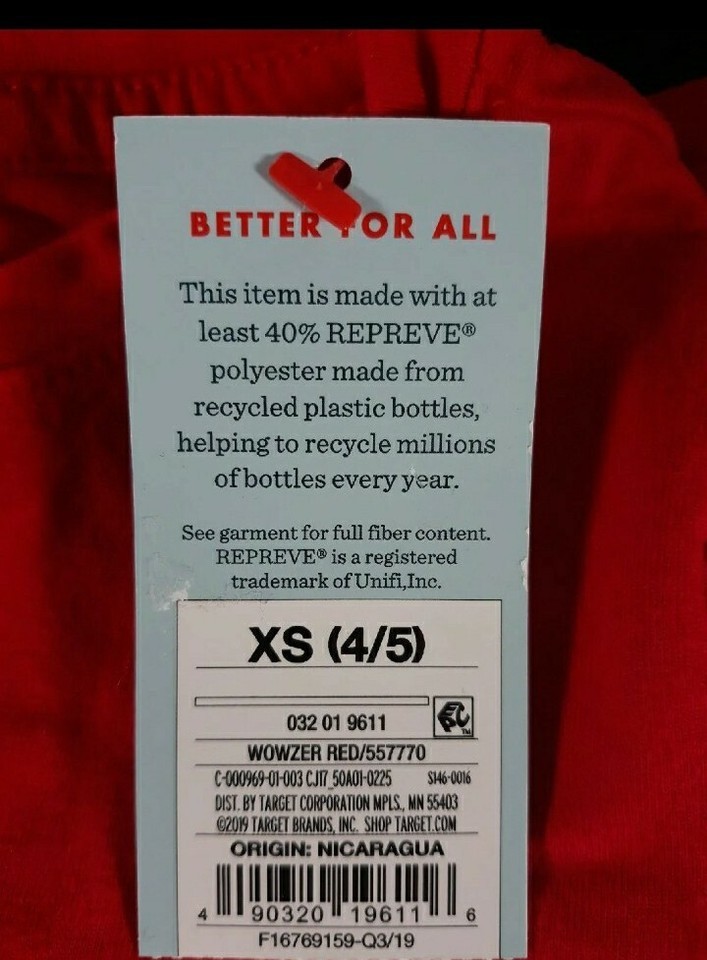 BETTER FOR ALL
This item is made with at
least 40% REPREVE®
polyester made from
recycled plastic bottles,
helping to recycle millions
of bottles every year.
See garment for full fiber content.
REPREVE® is a registered
trademark of Unifi,Inc.
XS (4/5)
032 01 9611
EPC™
WOWZER RED/557770
C-000969-01-003 CJ17_50A01-0225 S146-0016
DIST. BY TARGET CORPORATION MPLS., MN 55403
©2019 TARGET BRANDS, INC. SHOP TARGET.COM
ORIGIN: NICARAGUA
4 90320 19611 6
F16769159-Q3/19